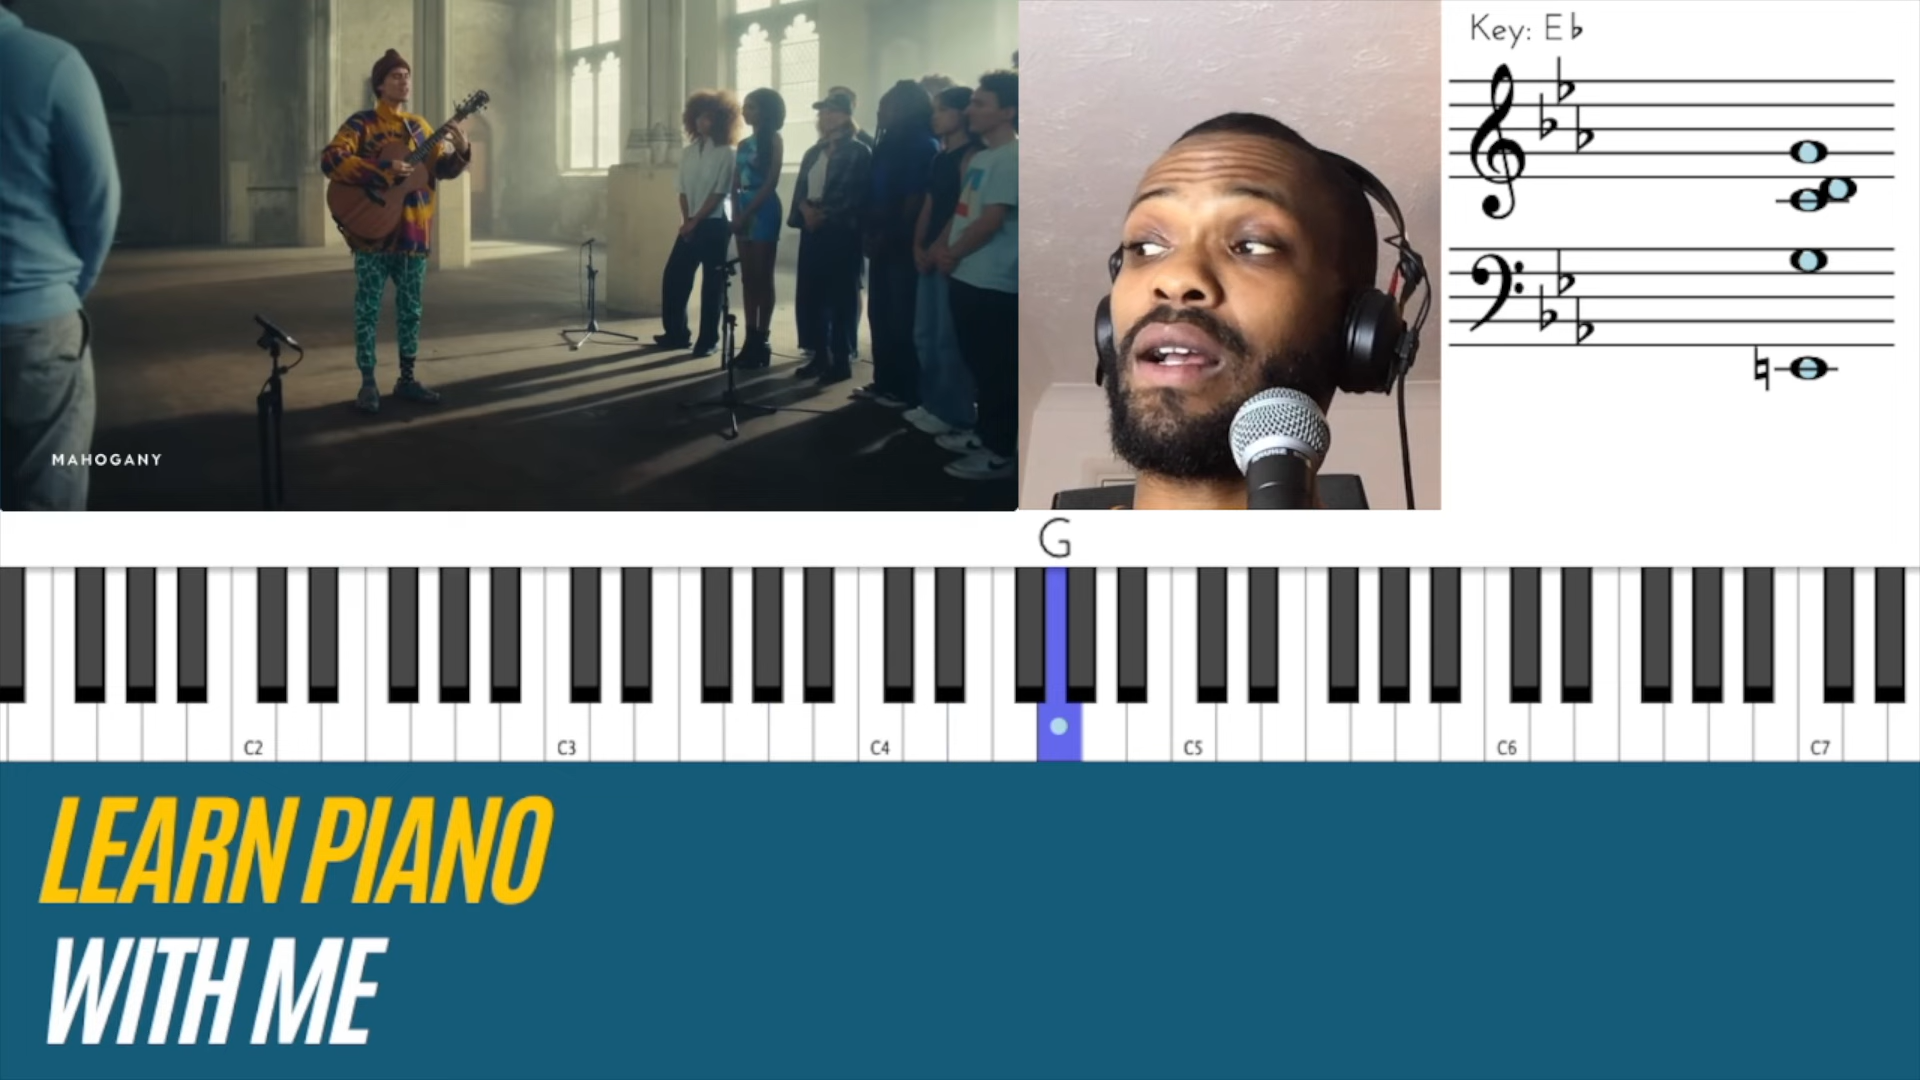 Key: E♭
MAHOGANY
G
C2 C3 C4 C5 C6 C7
LEARN PIANO
WITH ME